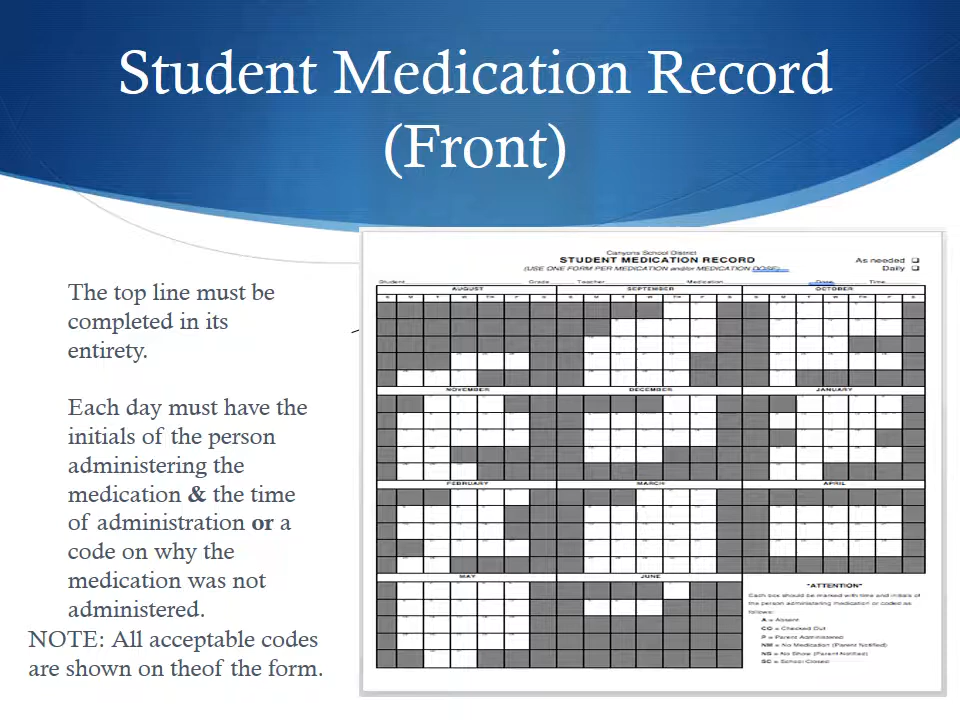 Student Medication Record
(Front)
The top line must be
completed in its
entirety.
Each day must have the
initials of the person
administering the
medication & the time
of administration or a
code on why the
medication was not
administered.
NOTE: All acceptable codes
are shown on theof the form.
Canyons School District
STUDENT MEDICATION RECORD
(USE ONE FORM PER MEDICATION and/or MEDICATION DOSE)
As needed ❑
Daily ❑
Student Grade Teacher Medication Dose Time
AUGUST SEPTEMBER OCTOBER
S M T W TH F S S M T W TH F S S M T W TH F S
NOVEMBER DECEMBER JANUARY
FEBRUARY MARCH APRIL
MAY JUNE
"ATTENTION"
Each box should be marked with time and initials of
the person administering medication or coded as
follows:
A = Absent
CO = Checked Out
P = Parent Administered
NM = No Medication (Parent Notified)
NS = No Show (Parent Notified)
SC = School Closed